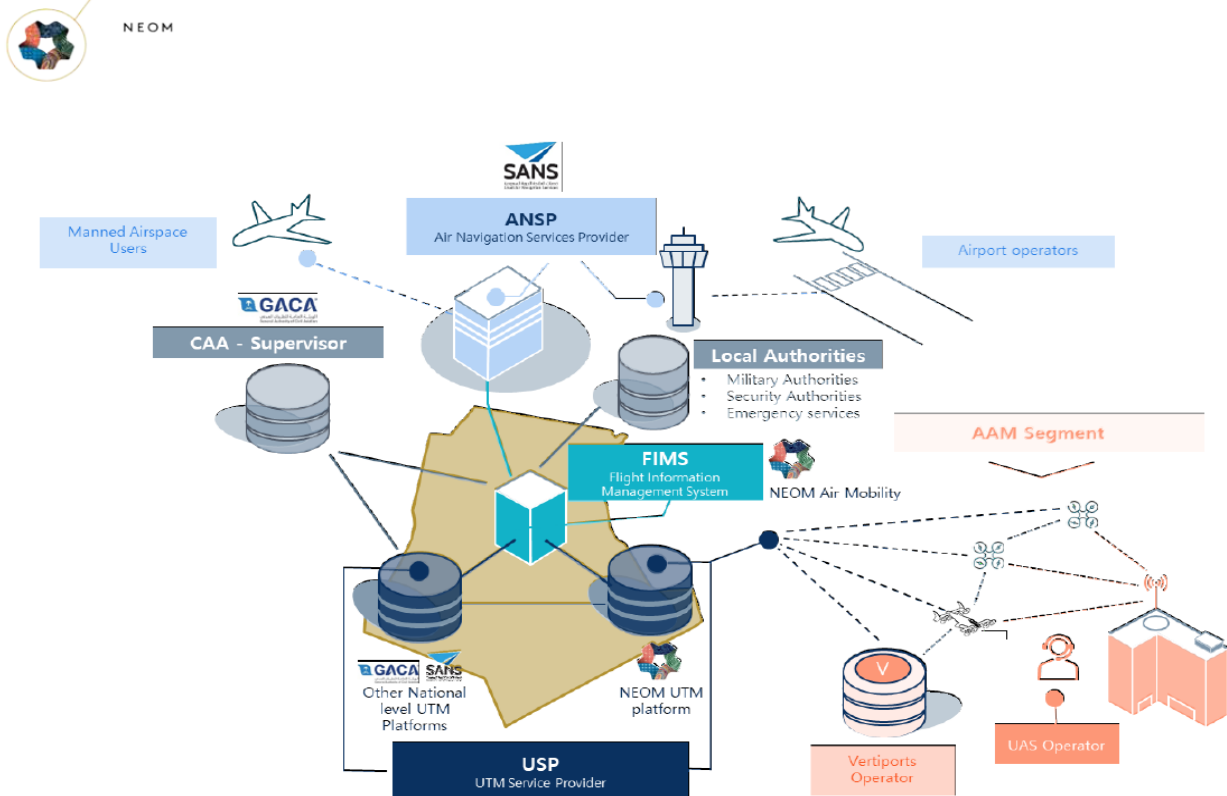 NEOM
SANS
ANSP
Air Navigation Services Provider
Manned Airspace
Users
Airport operators
GACA
CAA - Supervisor
Local Authorities
• Military Authorities
• Security Authorities
• Emergency services
AAM Segment
FIMS
Flight Information
Management System
NEOM Air Mobility
GACA
SANS
Other National
level UTM
Platforms
NEOM UTM
platform
V
UAS Operator
Vertiports
Operator
USP
UTM Service Provider